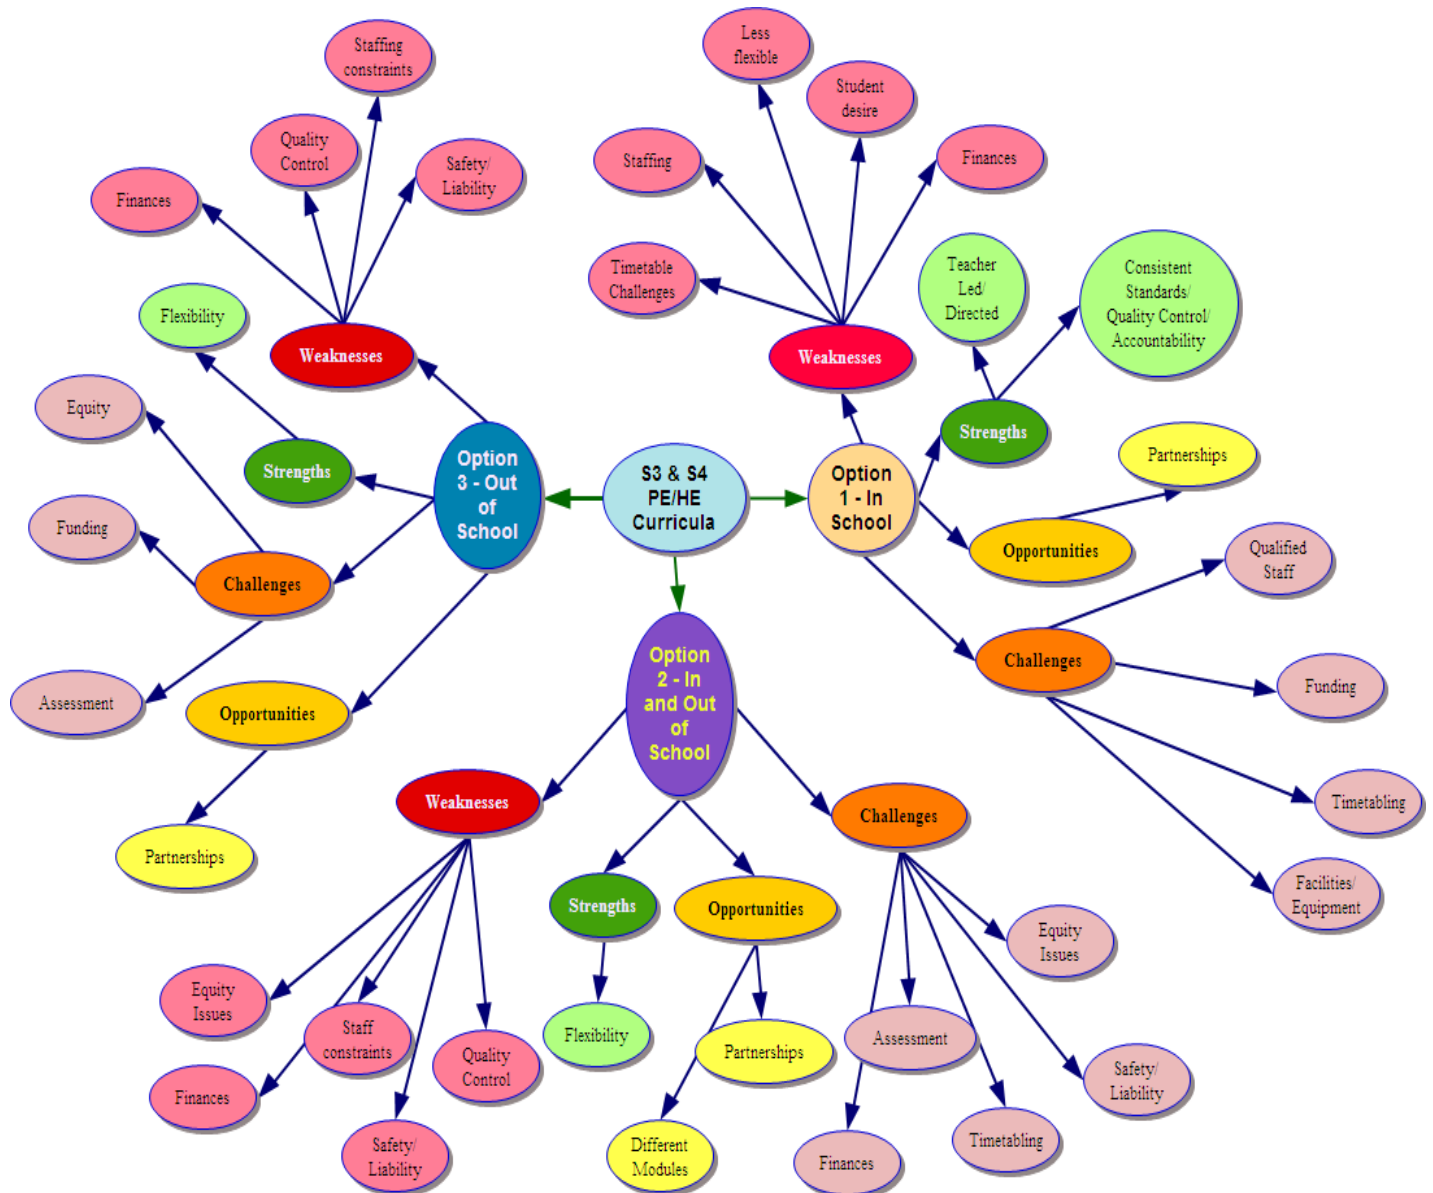 Staffing
constraints
Quality
Control
Safety/
Liability
Finances
Weaknesses
Flexibility
Strengths
Equity
Funding
Challenges
Assessment
Opportunities
Partnerships
Option
3 - Out
of
School
S3 & S4
PE/HE
Curricula
Option
1 - In
School
Less
flexible
Student
desire
Staffing
Finances
Timetable
Challenges
Weaknesses
Teacher
Led/
Directed
Consistent
Standards/
Quality Control/
Accountability
Strengths
Partnerships
Opportunities
Qualified
Staff
Challenges
Funding
Timetabling
Facilities/
Equipment
Option
2 - In
and Out
of
School
Weaknesses
Equity
Issues
Staff
constraints
Quality
Control
Finances
Safety/
Liability
Strengths
Flexibility
Opportunities
Partnerships
Different
Modules
Challenges
Equity
Issues
Assessment
Safety/
Liability
Timetabling
Finances